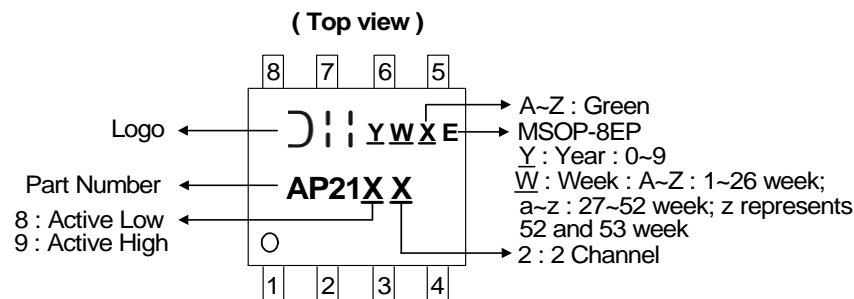 ( Top view )
8 7 6 5
Logo
Y W X E
A~Z : Green
MSOP-8EP
Y : Year : 0~9
W : Week : A~Z : 1~26 week;
a~z : 27~52 week; z represents
52 and 53 week
Part Number
AP21X X
8 : Active Low
9 : Active High
2 : 2 Channel
1 2 3 4